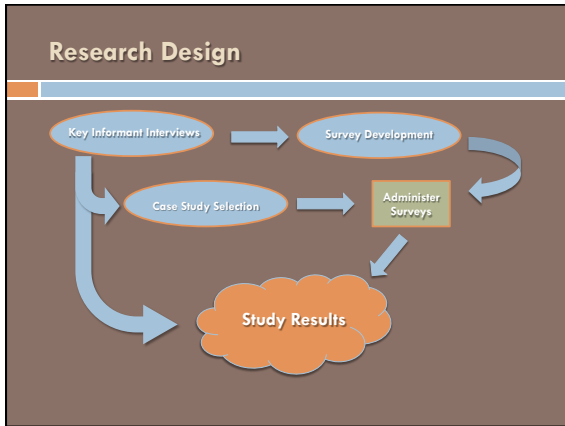 Research Design
Key Informant Interviews
Survey Development
Case Study Selection
Administer
Surveys
Study Results